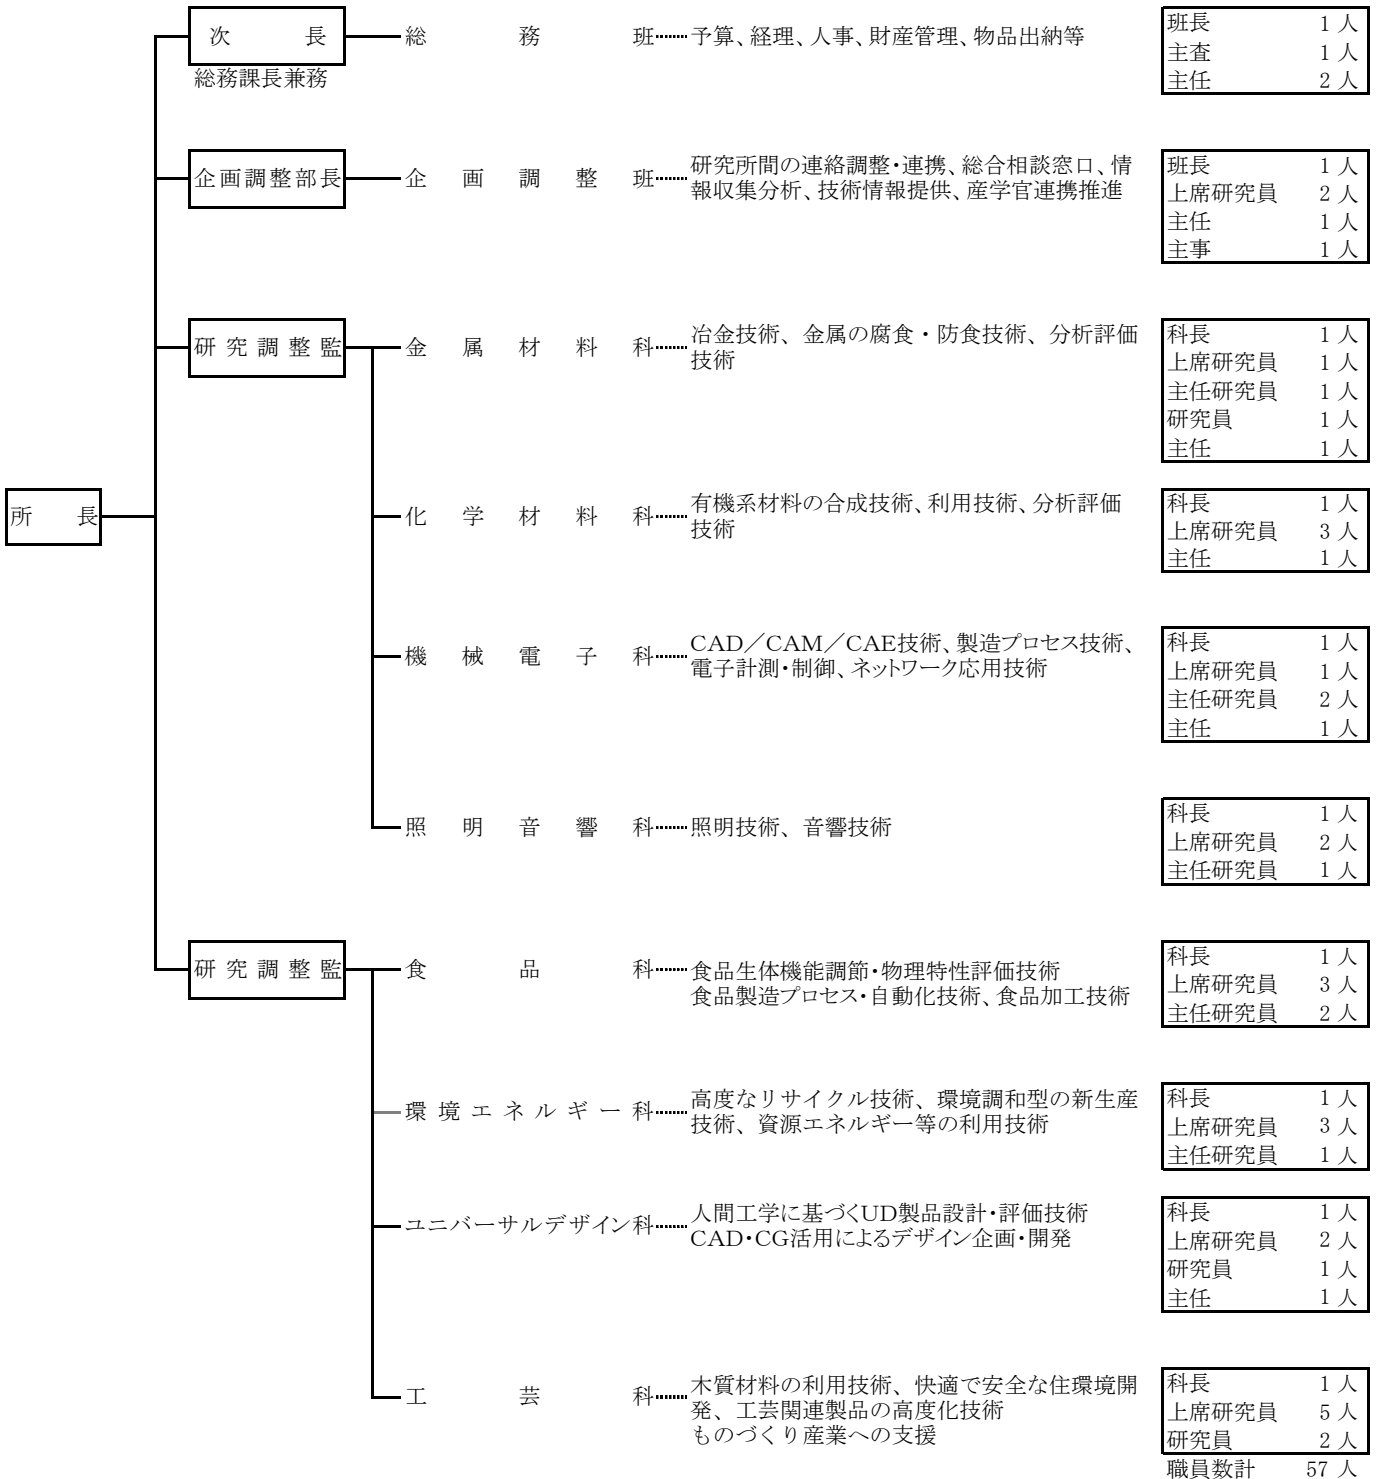 所長
次長
総務課長兼務
総務班
予算、経理、人事、財産管理、物品出納等
班長 1 人
主査 1 人
主任 2 人
企画調整部長
企画調整班
研究所間の連絡調整・連携、総合相談窓口、情
報収集分析、技術情報提供、産学官連携推進
班長 1 人
上席研究員 2 人
主任 1 人
主事 1 人
研究調整監
金属材料科
冶金技術、金属の腐食・防食技術、分析評価
技術
科長 1 人
上席研究員 1 人
主任研究員 1 人
研究員 1 人
主任 1 人
化学材料科
有機系材料の合成技術、利用技術、分析評価
技術
科長 1 人
上席研究員 3 人
主任 1 人
機械電子科
CAD／CAM／CAE技術、製造プロセス技術、
電子計測・制御、ネットワーク応用技術
科長 1 人
上席研究員 1 人
主任研究員 2 人
主任 1 人
照明音響科
照明技術、音響技術
科長 1 人
上席研究員 2 人
主任研究員 1 人
研究調整監
食品科
食品生体機能調節・物理特性評価技術
食品製造プロセス・自動化技術、食品加工技術
科長 1 人
上席研究員 3 人
主任研究員 2 人
環境エネルギー科
高度なリサイクル技術、環境調和型の新生産
技術、資源エネルギー等の利用技術
科長 1 人
上席研究員 3 人
主任研究員 1 人
ユニバーサルデザイン科
人間工学に基づくUD製品設計・評価技術
CAD・CG活用によるデザイン企画・開発
科長 1 人
上席研究員 2 人
研究員 1 人
主任 1 人
工芸科
木質材料の利用技術、快適で安全な住環境開
発、工芸関連製品の高度化技術
ものづくり産業への支援
科長 1 人
上席研究員 5 人
研究員 2 人
職員数計 57 人